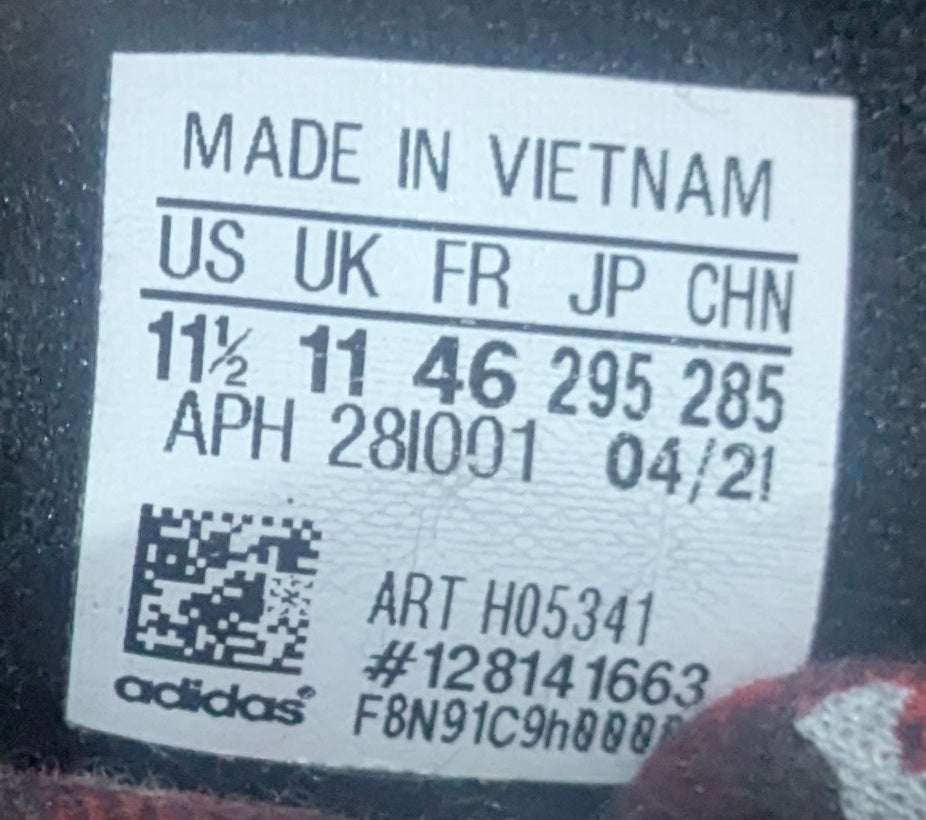 MADE IN VIETNAM
US UK FR JP CHN
11½ 11 46 295 285
APH 281001 04/21
ART H05341
#128141663
adidas®